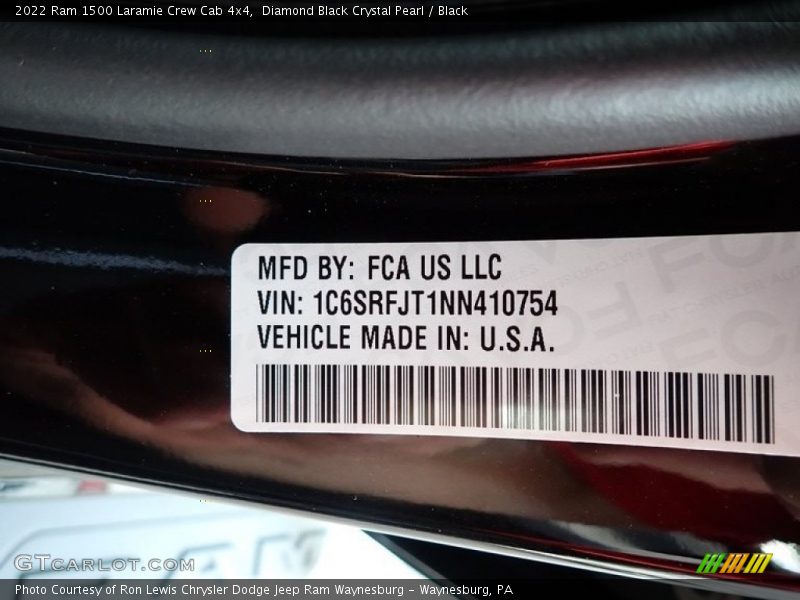 2022 Ram 1500 Laramie Crew Cab 4x4,  Diamond Black Crystal Pearl / Black
MFD BY: FCA US LLC
VIN: 1C6SRFJT1NN410754
VEHICLE MADE IN: U.S.A.
GTCARLOT.COM
Photo Courtesy of Ron Lewis Chrysler Dodge Jeep Ram Waynesburg – Waynesburg, PA